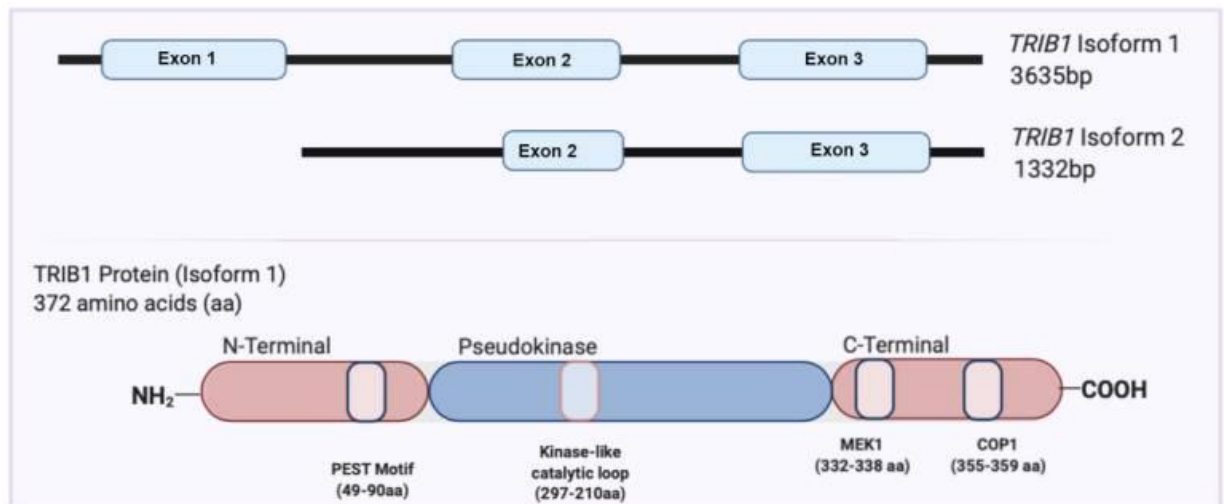 Exon 1
Exon 2
Exon 3
TRIB1 Isoform 1
3635bp
Exon 2
Exon 3
TRIB1 Isoform 2
1332bp
TRIB1 Protein (Isoform 1)
372 amino acids (aa)
N-Terminal
Pseudokinase
C-Terminal
NH₂
COOH
PEST Motif
(49-90aa)
Kinase-like
catalytic loop
(297-210aa)
MEK1
(332-338 aa)
COP1
(355-359 aa)